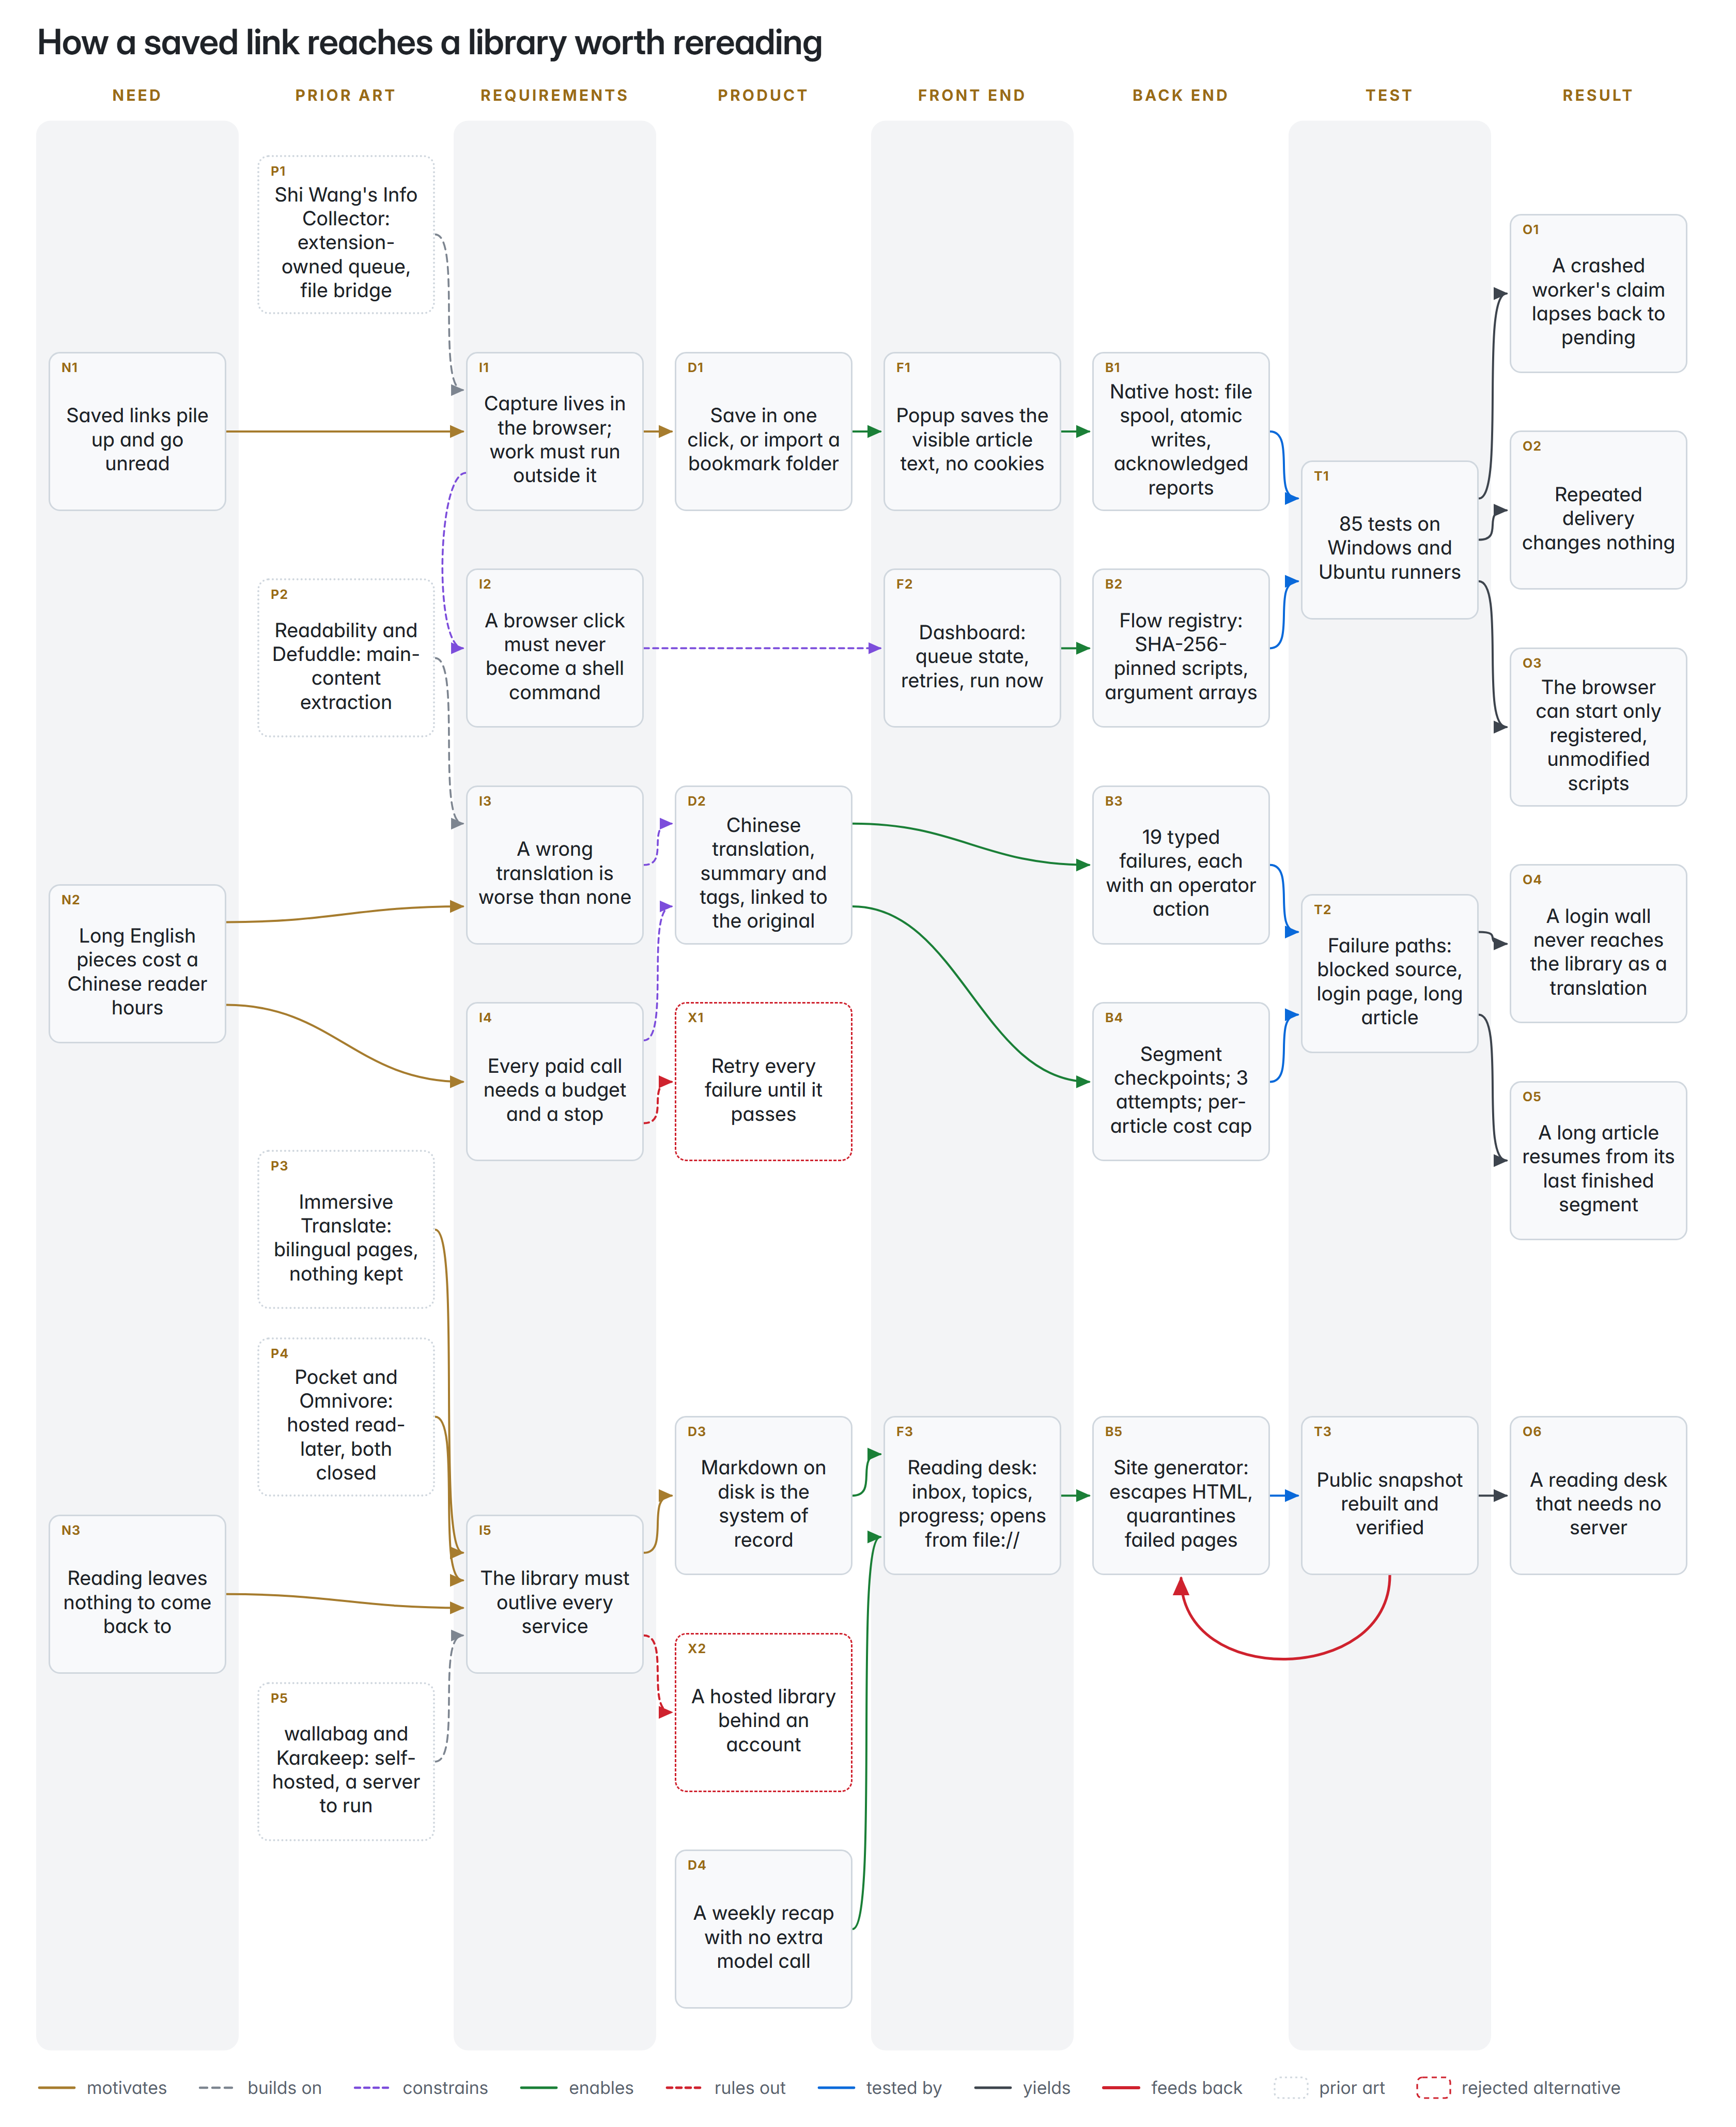 How a saved link reaches a library worth rereading
NEED
PRIOR ART
REQUIREMENTS
PRODUCT
FRONT END
BACK END
TEST
RESULT
N1
Saved links pile
up and go
unread
N2
Long English
pieces cost a
Chinese reader
hours
N3
Reading leaves
nothing to come
back to
P1
Shi Wang's Info
Collector:
extension-
owned queue,
file bridge
P2
Readability and
Defuddle: main-
content
extraction
P3
Immersive
Translate:
bilingual pages,
nothing kept
P4
Pocket and
Omnivore:
hosted read-
later, both
closed
P5
wallabag and
Karakeep: self-
hosted, a server
to run
I1
Capture lives in
the browser;
work must run
outside it
I2
A browser click
must never
become a shell
command
I3
A wrong
translation is
worse than none
I4
Every paid call
needs a budget
and a stop
I5
The library must
outlive every
service
D1
Save in one
click, or import a
bookmark folder
D2
Chinese
translation,
summary and
tags, linked to
the original
X1
Retry every
failure until it
passes
D3
Markdown on
disk is the
system of
record
X2
A hosted library
behind an
account
D4
A weekly recap
with no extra
model call
F1
Popup saves the
visible article
text, no cookies
F2
Dashboard:
queue state,
retries, run now
F3
Reading desk:
inbox, topics,
progress; opens
from file://
B1
Native host: file
spool, atomic
writes,
acknowledged
reports
B2
Flow registry:
SHA-256-
pinned scripts,
argument arrays
B3
19 typed
failures, each
with an operator
action
B4
Segment
checkpoints; 3
attempts; per-
article cost cap
B5
Site generator:
escapes HTML,
quarantines
failed pages
T1
85 tests on
Windows and
Ubuntu runners
T2
Failure paths:
blocked source,
login page, long
article
T3
Public snapshot
rebuilt and
verified
O1
A crashed
worker's claim
lapses back to
pending
O2
Repeated
delivery
changes nothing
O3
The browser
can start only
registered,
unmodified
scripts
O4
A login wall
never reaches
the library as a
translation
O5
A long article
resumes from its
last finished
segment
O6
A reading desk
that needs no
server
motivates
builds on
constrains
enables
rules out
tested by
yields
feeds back
prior art
rejected alternative